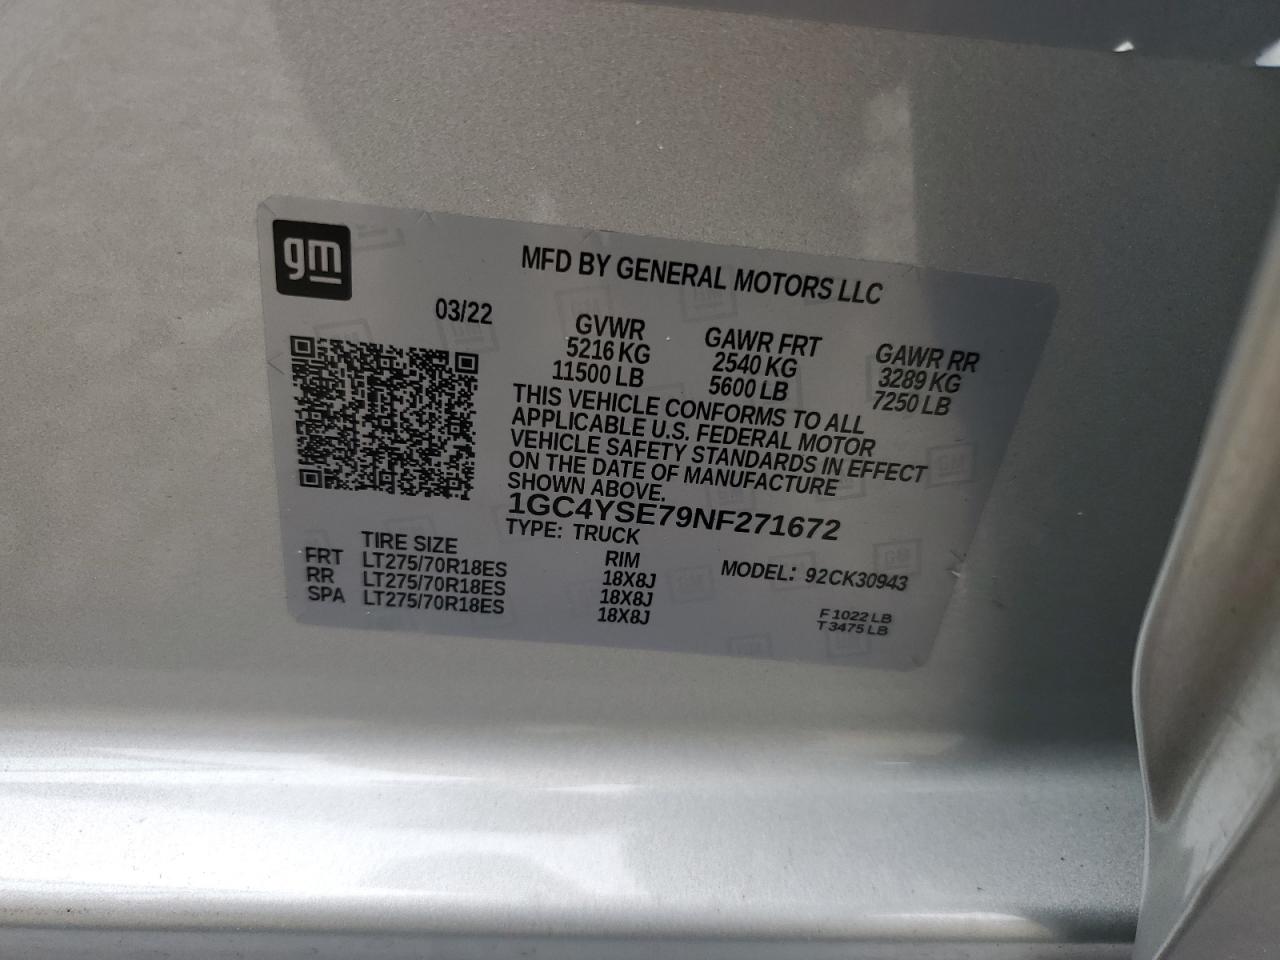 gm
MFD BY GENERAL MOTORS LLC
03/22
GVWR GAWR FRT GAWR RR
5216 KG 2540 KG 3289 KG
11500 LB 5600 LB 7250 LB
THIS VEHICLE CONFORMS TO ALL
APPLICABLE U.S. FEDERAL MOTOR
VEHICLE SAFETY STANDARDS IN EFFECT
ON THE DATE OF MANUFACTURE
SHOWN ABOVE.
1GC4YSE79NF271672
TYPE: TRUCK
TIRE SIZE RIM MODEL: 92CK30943
FRT LT275/70R18ES 18X8J
RR LT275/70R18ES 18X8J
SPA LT275/70R18ES 18X8J
F 1022 LB
T 3475 LB